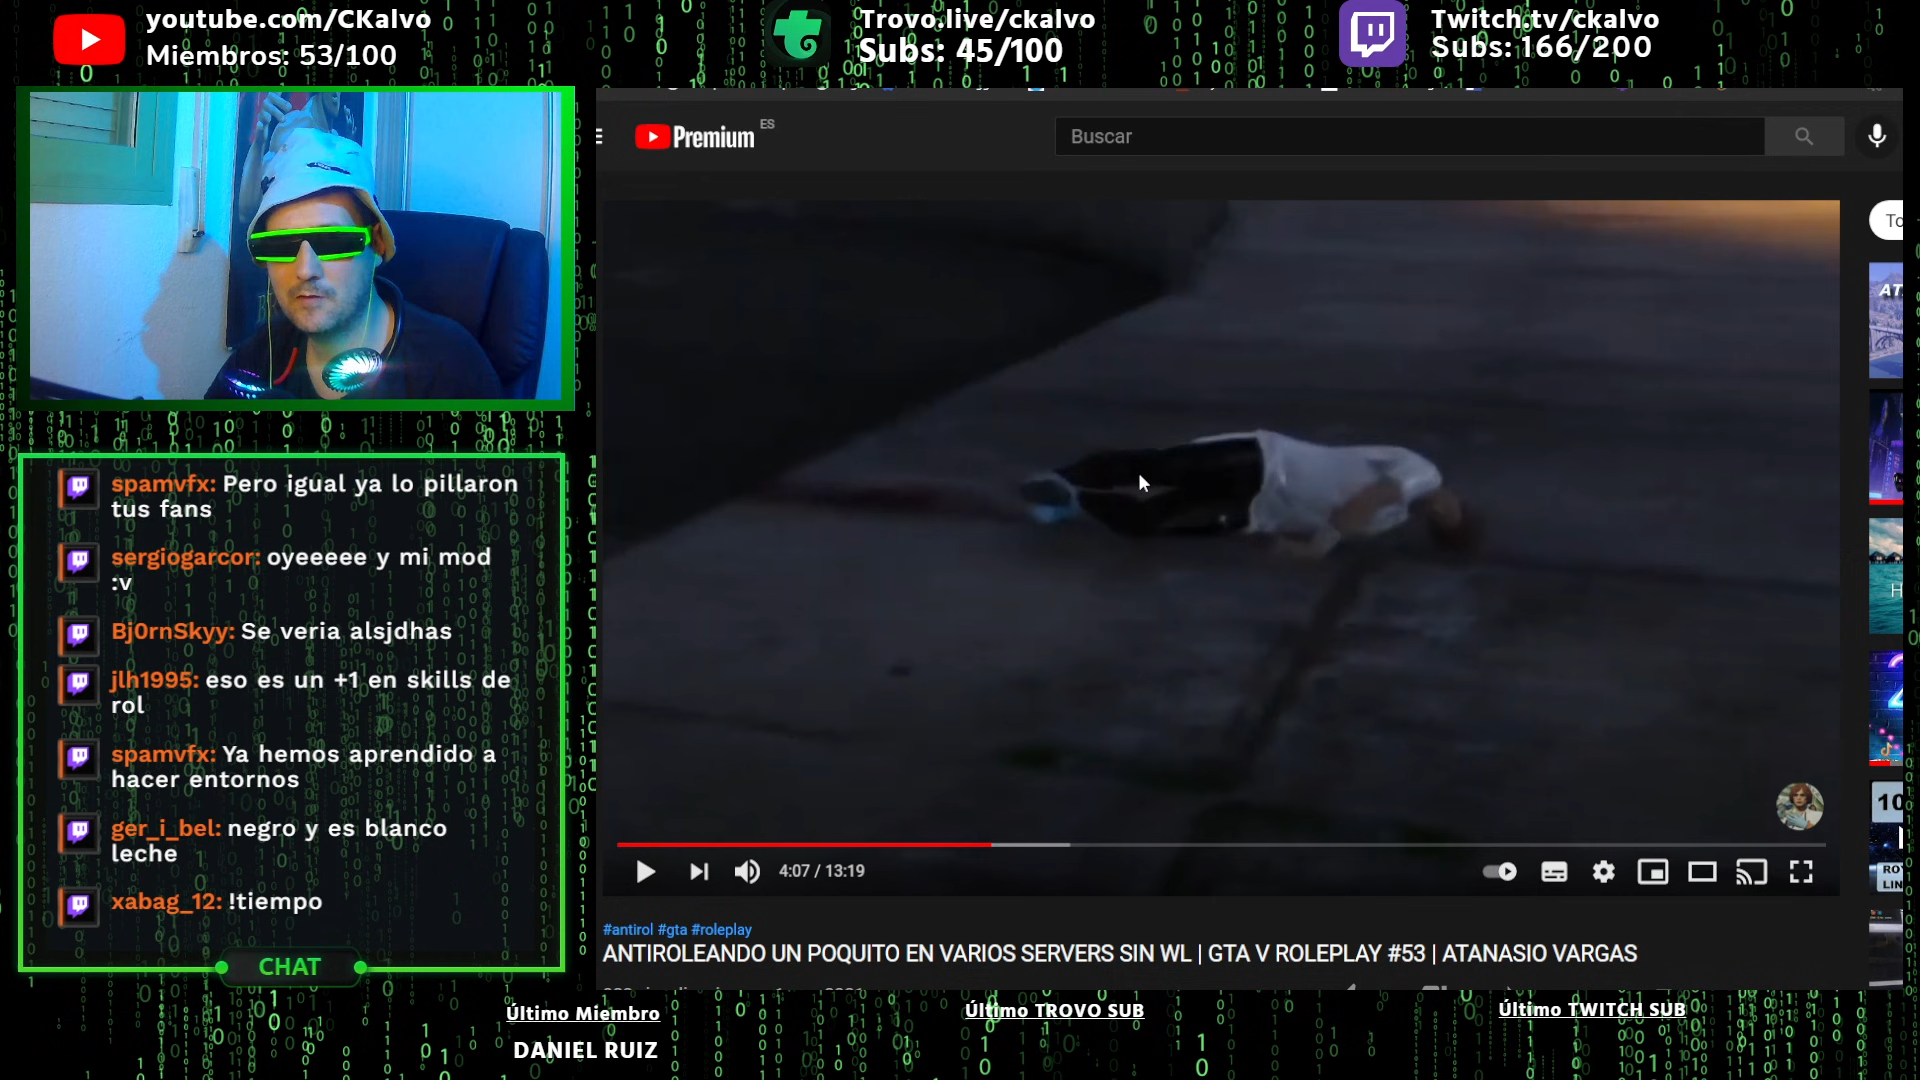 youtube.com/CKalvo
Miembros: 53/100
Trovo.live/ckalvo
Subs: 45/100
Twitch.tv/ckalvo
Subs: 166/200
Premium ES
Buscar
spamvfx: Pero igual ya lo pillaron
tus fans
sergiogarcor: oyeeeee y mi mod
:v
Bj0rnSkyy: Se veria alsjdhas
jlh1995: eso es un +1 en skills de
rol
spamvfx: Ya hemos aprendido a
hacer entornos
ger_i_bel: negro y es blanco
leche
xabag_12: !tiempo
CHAT
4:07 / 13:19
#antirol #gta #roleplay
ANTIROLEANDO UN POQUITO EN VARIOS SERVERS SIN WL | GTA V ROLEPLAY #53 | ATANASIO VARGAS
Último Miembro
DANIEL RUIZ
Último TROVO SUB
Último TWITCH SUB